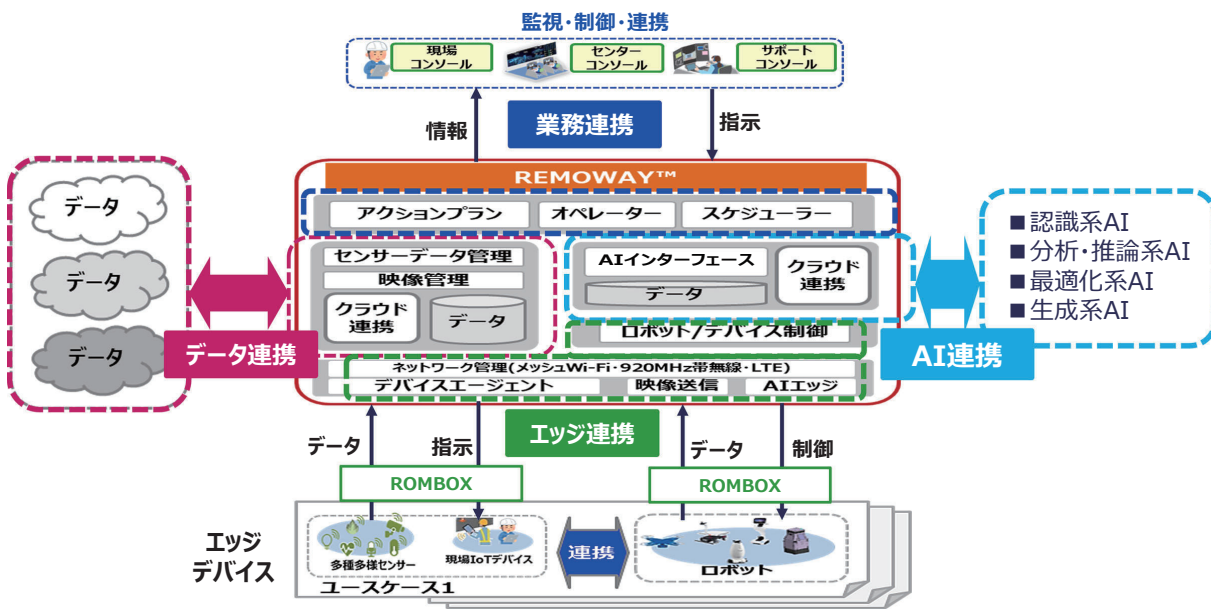 監視・制御・連携
現場
コンソール
センター
コンソール
サポート
コンソール
情報
業務連携
指示
REMOWAY™
アクションプラン
オペレーター
スケジューラー
データ
データ
データ
データ連携
センサーデータ管理
映像管理
クラウド
連携
データ
AIインターフェース
データ
クラウド
連携
ロボット/デバイス制御
AI連携
■認識系AI
■分析・推論系AI
■最適化系AI
■生成系AI
ネットワーク管理(メッシュWi-Fi・920MHz帯無線・LTE)
デバイスエージェント
映像送信
AIエッジ
エッジ連携
データ
指示
データ
制御
ROMBOX
ROMBOX
エッジ
デバイス
多種多様センサー
現場IoTデバイス
連携
ロボット
ユースケース1